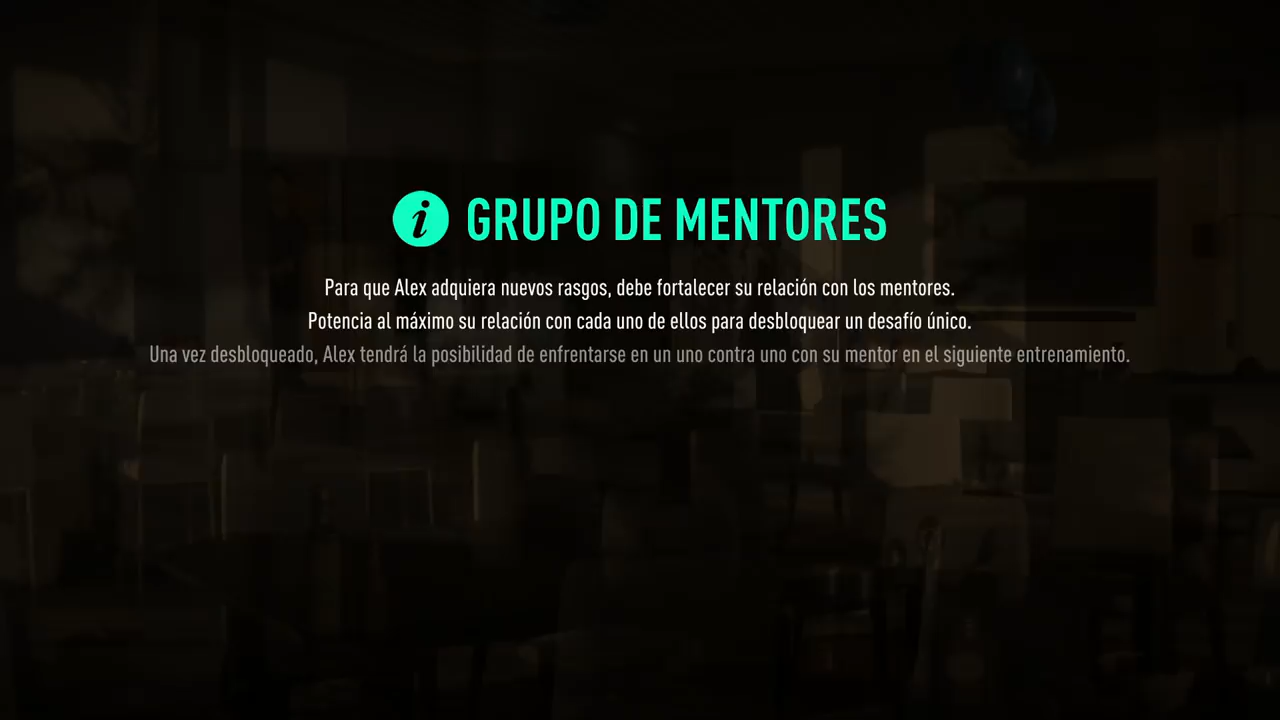 GRUPO DE MENTORES
Para que Alex adquiera nuevos rasgos, debe fortalecer su relación con los mentores.
Potencia al máximo su relación con cada uno de ellos para desbloquear un desafío único.
Una vez desbloqueado, Alex tendrá la posibilidad de enfrentarse en un uno contra uno con su mentor en el siguiente entrenamiento.